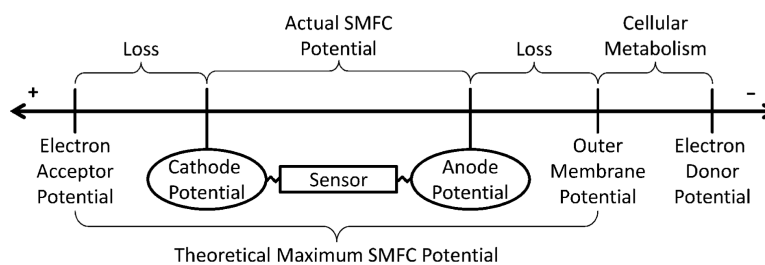 Actual SMFC
Potential
Loss
Loss
Cellular
Metabolism
+
–
Electron
Acceptor
Potential
Cathode
Potential
Sensor
Anode
Potential
Outer
Membrane
Potential
Electron
Donor
Potential
Theoretical Maximum SMFC Potential